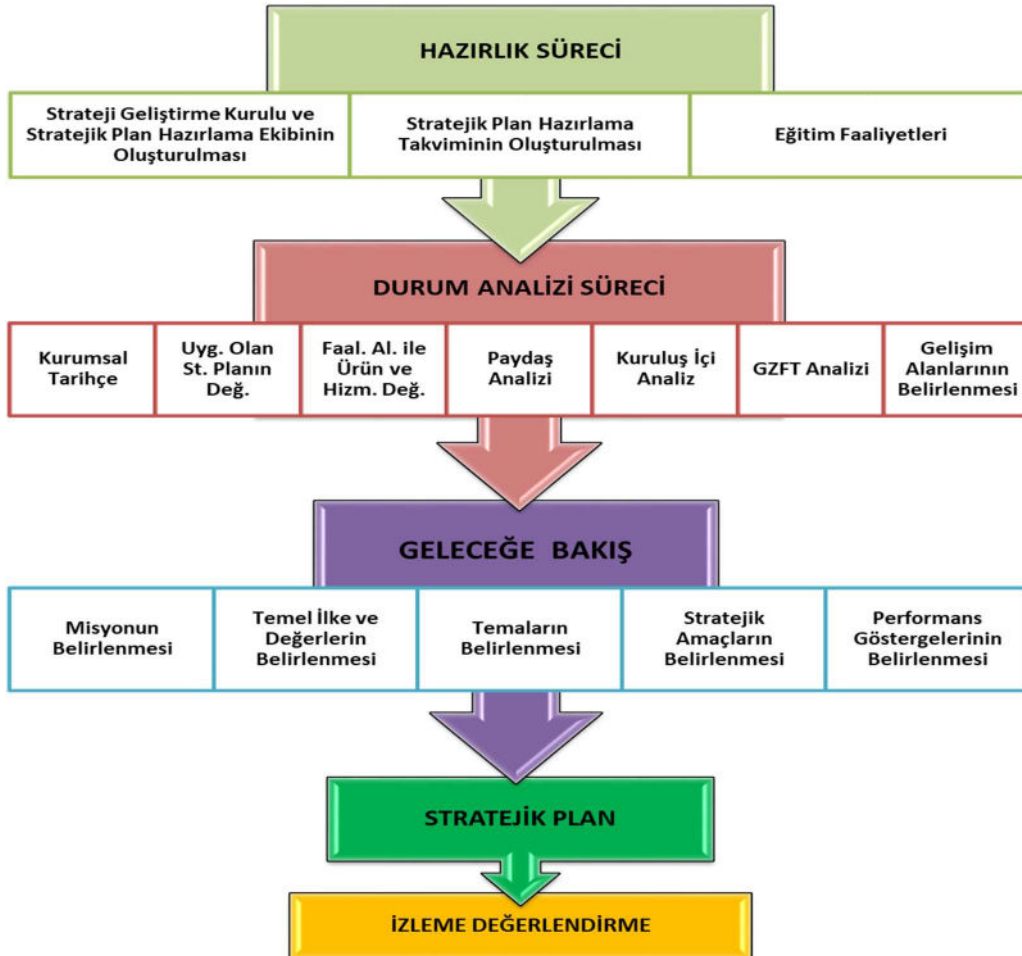 HAZIRLIK SÜRECİ
Strateji Geliştirme Kurulu ve
Stratejik Plan Hazırlama Ekibinin
Oluşturulması
Stratejik Plan Hazırlama
Takviminin Oluşturulması
Eğitim Faaliyetleri
DURUM ANALİZİ SÜRECİ
Kurumsal
Tarihçe
Uyg. Olan
St. Planın
Değ.
Faal. Al. ile
Ürün ve
Hizm. Değ.
Paydaş
Analizi
Kuruluş İçi
Analiz
GZFT Analizi
Gelişim
Alanlarının
Belirlenmesi
GELECEĞE BAKIŞ
Misyonun
Belirlenmesi
Temel İlke ve
Değerlerin
Belirlenmesi
Temaların
Belirlenmesi
Stratejik
Amaçların
Belirlenmesi
Performans
Göstergelerinin
Belirlenmesi
STRATEJİK PLAN
İZLEME DEĞERLENDİRME